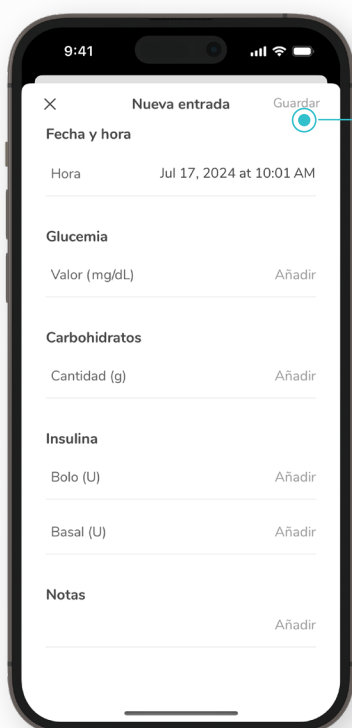 9:41
Nueva entrada Guardar
Fecha y hora
Hora Jul 17, 2024 at 10:01 AM
Glucemia
Valor (mg/dL) Añadir
Carbohidratos
Cantidad (g) Añadir
Insulina
Bolo (U) Añadir
Basal (U) Añadir
Notas
Añadir